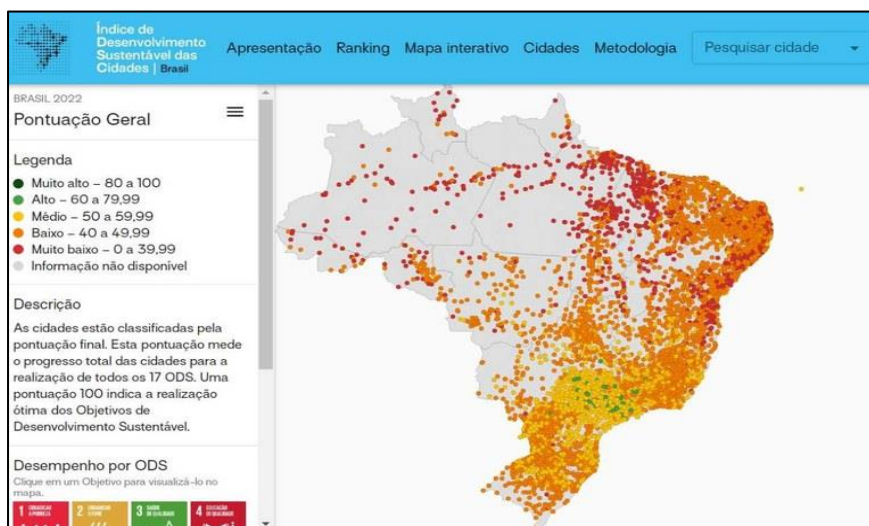 Índice de
Desenvolvimento
Sustentável das
Cidades | Brasil
Apresentação Ranking Mapa interativo Cidades Metodologia Pesquisar cidade
BRASIL 2022
Pontuação Geral
Legenda
Muito alto – 80 a 100
Alto – 60 a 79,99
Médio – 50 a 59,99
Baixo – 40 a 49,99
Muito baixo – 0 a 39,99
Informação não disponível
Descrição
As cidades estão classificadas pela
pontuação final. Esta pontuação mede
o progresso total das cidades para a
realização de todos os 17 ODS. Uma
pontuação 100 indica a realização
ótima dos Objetivos de
Desenvolvimento Sustentável.
Desempenho por ODS
Clique em um Objetivo para visualizá-lo no
mapa.
1 2 3 4